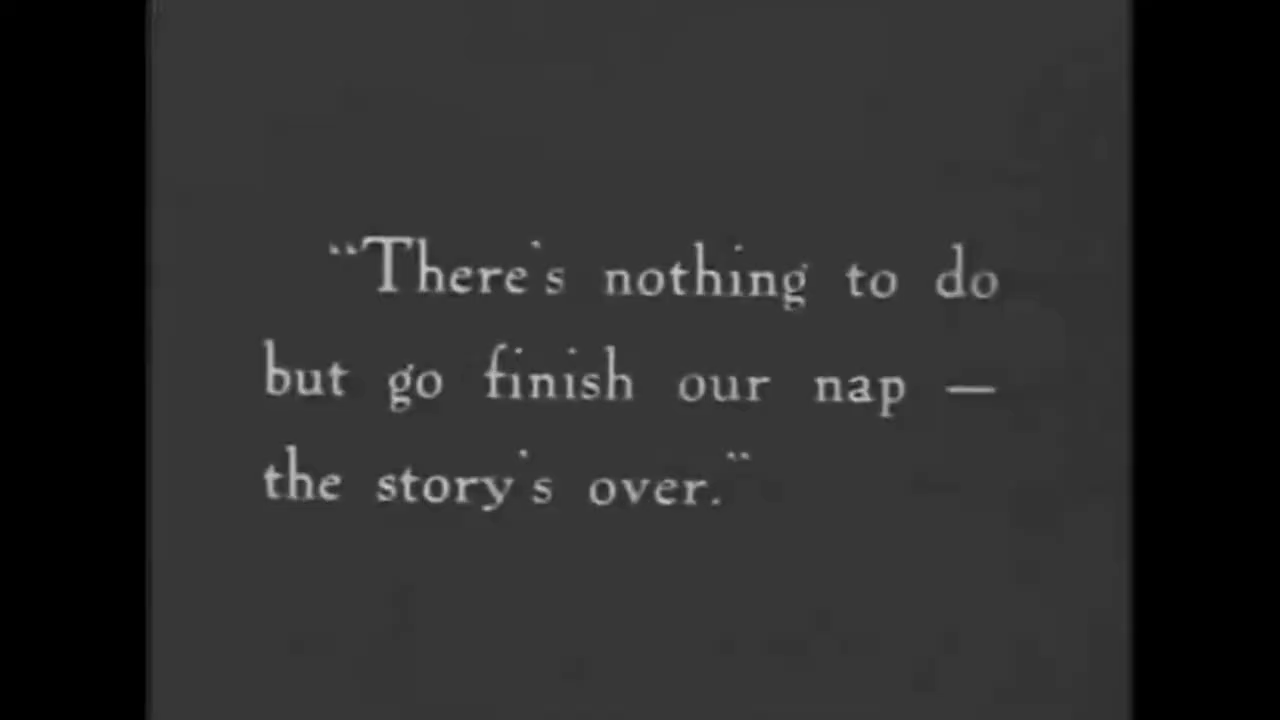 “There's nothing to do
but go finish our nap —
the story's over.”